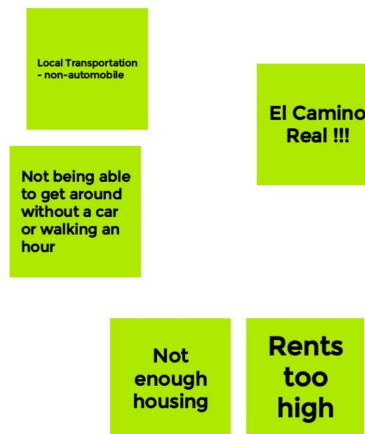 Local Transportation
- non-automobile
El Camino
Real !!!
Not being able
to get around
without a car
or walking an
hour
Not
enough
housing
Rents
too
high